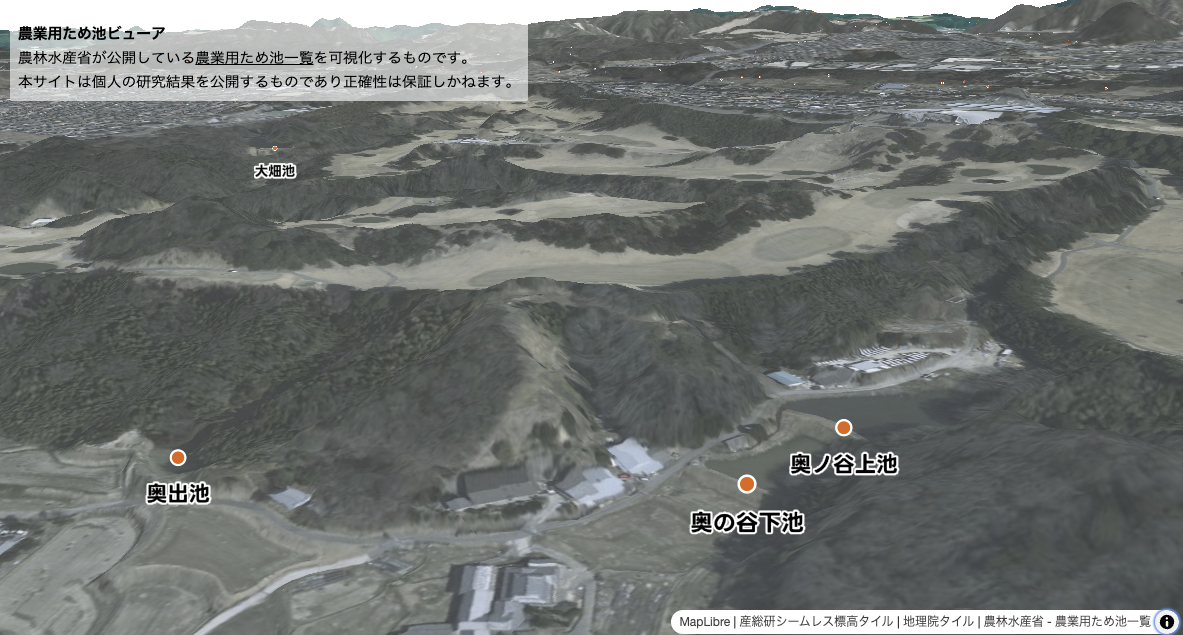 農業用ため池ビューア
農林水産省が公開している農業用ため池一覧を可視化するものです。
本サイトは個人の研究結果を公開するものであり正確性は保証しかねます。
大畑池
奥ノ谷上池
奥出池
奥の谷下池
MapLibre | 産総研シームレス標高タイル | 地理院タイル | 農林水産省 - 農業用ため池一覧